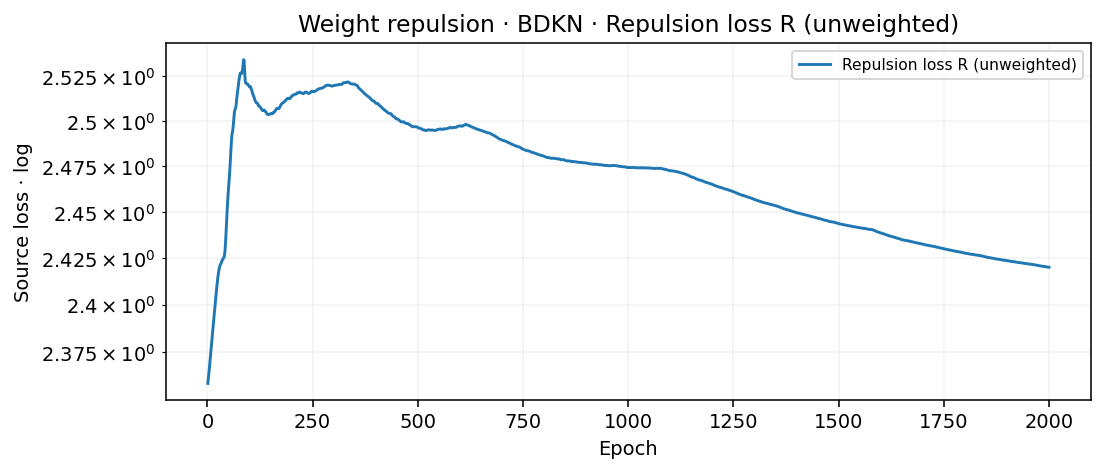 Weight repulsion · BDKN · Repulsion loss R (unweighted)
Repulsion loss R (unweighted)
Source loss · log
2.525 × 10⁰
2.5 × 10⁰
2.475 × 10⁰
2.45 × 10⁰
2.425 × 10⁰
2.4 × 10⁰
2.375 × 10⁰
0 250 500 750 1000 1250 1500 1750 2000
Epoch